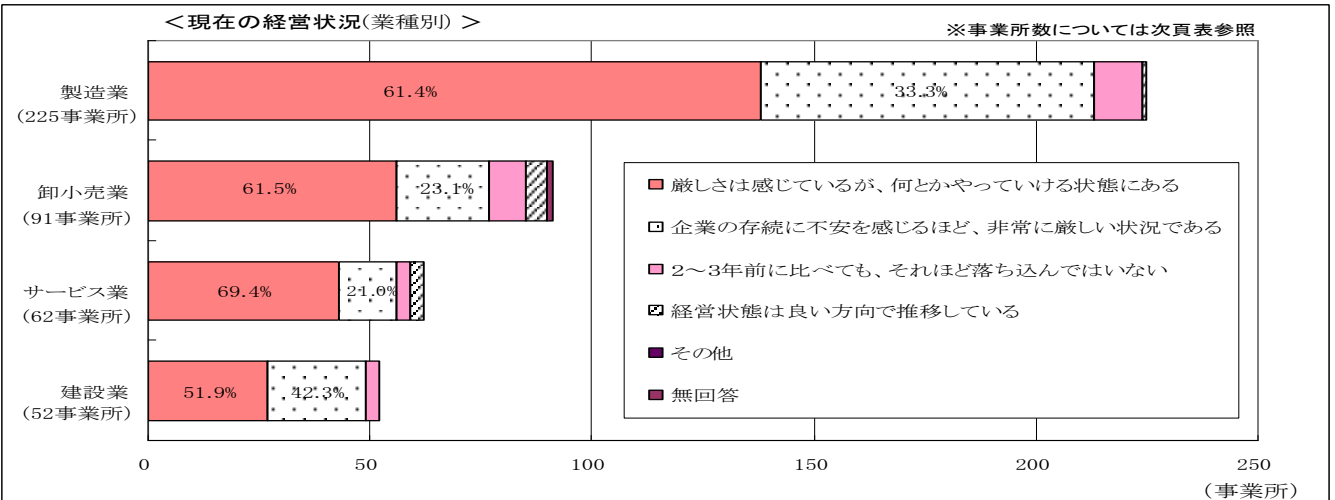 ＜現在の経営状況(業種別) ＞
※事業所数については次頁表参照
製造業
(225事業所)
61.4%
33.3%
卸小売業
(91事業所)
61.5%
23.1%
サービス業
(62事業所)
69.4%
21.0%
建設業
(52事業所)
51.9%
42.3%
厳しさは感じているが、何とかやっていける状態にある
企業の存続に不安を感じるほど、非常に厳しい状況である
2～3年前に比べても、それほど落ち込んではいない
経営状態は良い方向で推移している
その他
無回答
0 50 100 150 200 250
(事業所)